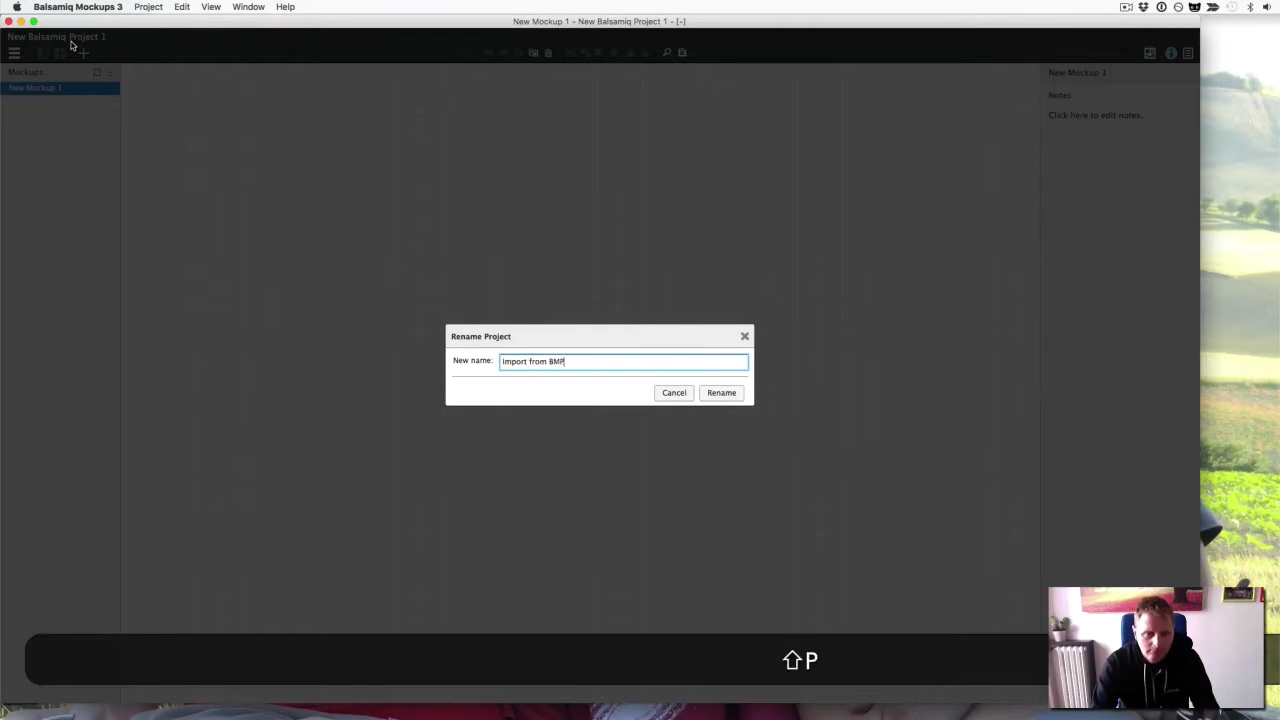 Balsamiq Mockups 3 Project Edit View Window Help
New Mockup 1 - New Balsamiq Project 1 - [-]
New Balsamiq Project 1
Mockups
New Mockup 1
New Mockup 1
Notes
Click here to edit notes.
Rename Project
New name: Import from BMP
Cancel Rename
⇧P